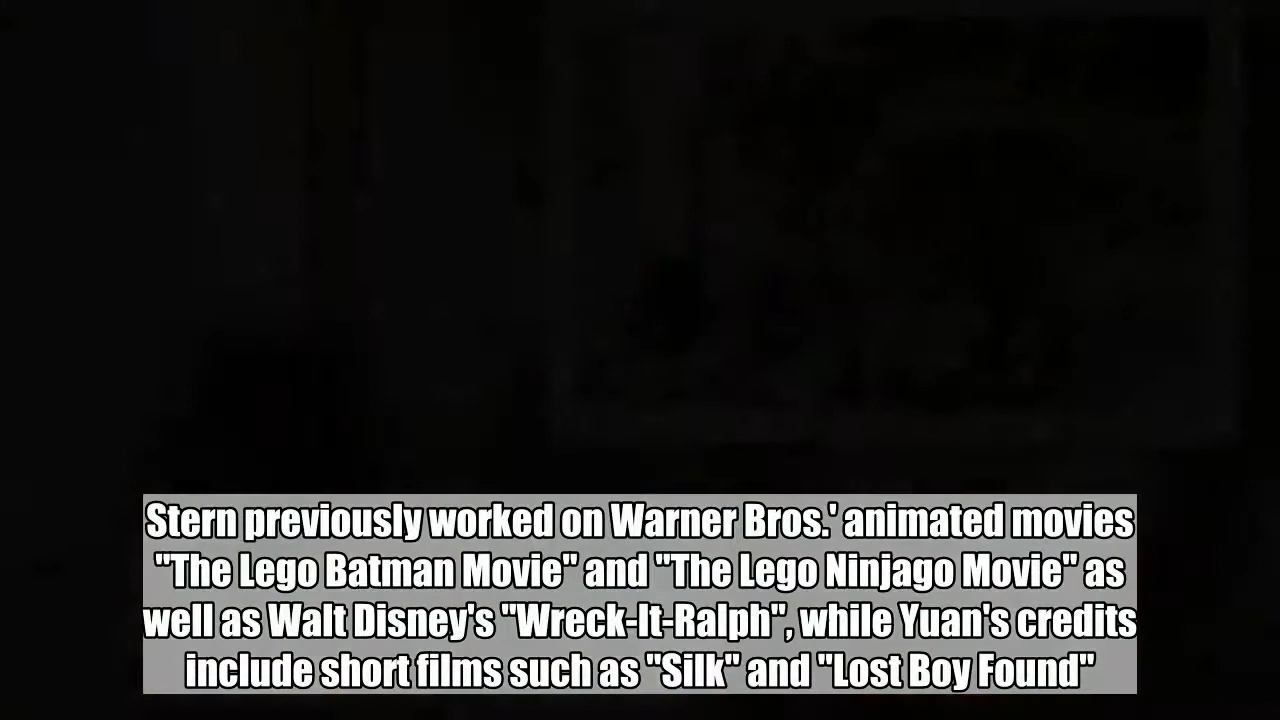 Stern previously worked on Warner Bros.' animated movies
"The Lego Batman Movie" and "The Lego Ninjago Movie" as
well as Walt Disney's "Wreck-It-Ralph", while Yuan's credits
include short films such as "Silk" and "Lost Boy Found"